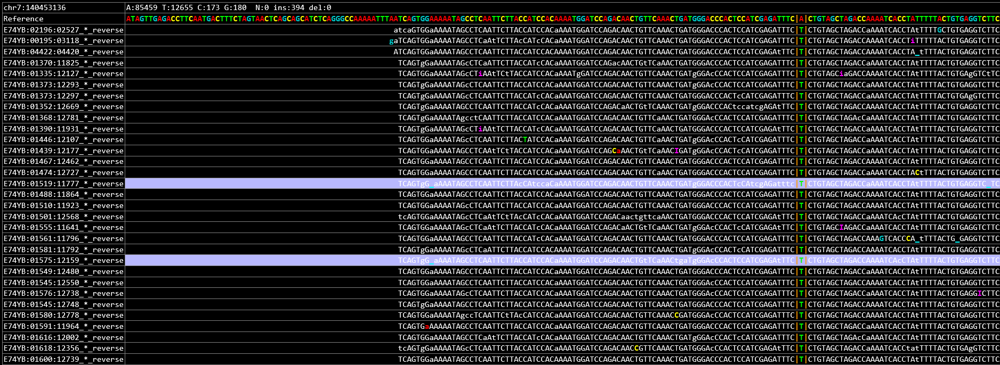 chr7:140453136 A:85459 T:12655 C:173 G:180 N:0 ins:394 del:0
Reference ATAGTTGAGACCTTCAATGACTTTCTAGTAACTCAGCAGCATCTCAGGGCCAAAAATTTAATCAGTGGAAAAATAGCCTCAATTCTTACCATCCACAAAATGGATCCAGACAACTGTTCAAACTGATGGGACCCACTCCATCGAGATTTC|A|CTGTAGCTAGACCAAAATCACCTATTTTTACTGTGAGGTCTTC
E74YB:02196:02527_*_reverse atcaGTGGaAAAATAGCCTCAATTCTTACCATCCACaAAATGGATCCAGACAACTGTTCAAACTGATGGGACCCACTCCATCGAGATTTC|T|CTGTAGCTAGACCaAAATCACCTAtTTTTGCTGTGAGGTCTTC
E74YB:00195:03118_*_reverse gaTCAGTGGaAAAATAGCCTCaAtTCTTAcCATCCACaAAATGGATCCAGACAACTGTTCAAACTGATGGGACCCACTCCATCGAGATTTC|T|CTGTAGCTAGACCaAAATCACCTiTTTTTACTGTGAGGTCTTC
E74YB:04422:04420_*_reverse ATCAGTGGaAAAATAGCCTCAATTCTTACCATCCACaAAATGGATCCAGACAACTGTTCAAACTGATGGGACCCACTCCATCGAGAtTTC|T|CTGTAGCTAGACCAAAATCACCTA_tTTTACTGTGAGGTCTTC
E74YB:01370:11825_*_reverse TCAGTgGaAAAATAGcCTCaATTCTTACCATcCACaAAATGGATCCAGacAACTGtTCaAACTGATgGGAcCCACTCCATCGAGATTTC|T|CTGTAGCTAGACCaAAATCACCTAtTTTTACTGTGAGGTCTTC
E74YB:01335:12127_*_reverse TCAGTGGaAAAATAGcCTiAAtTCtTACCATCCACaAAATgGATCCAGACAACTGTTCAAACTGATgGGAcCCACTCCATCGAGATTTC|T|CTGTAGCiaGACCAAAATCACCTAtTTTTACTGTGAgGTCtTC
E74YB:01373:12293_*_reverse TCAGTgGaAAAATAGcCTCAATTCTTACCATcCACaAAATGGATCCAGACAACTGTTCAAACTGATgGGACCCACTCCATCGAGATTTC|T|CTGTAGCTAGACCaAAATCACCTAtTTTTACTGTGAGGTCTTC
E74YB:01373:12297_*_reverse TCAGTgGaAAAATAGcCTCAATTCTTACCATcCACaAAATGGATCCAGACAACTGTTCAAACTGATgGGACCCACTCCATCGAGATTTC|T|CTGTAGCTAGACCaAAATCACCTAtTTTTACTGTGAgGTCTTC
E74YB:01352:12669_*_reverse TCAGTGGaAAAATAGcCTCAATTCTTACCATcCACaAAATGGATCCAGACaACTGtTCAAACTGATgGGACCCACtccatcgAGAtTTC|T|CTGTAGCTAGACCaAAATCACCTAtTTTTACTGTGAGGTCTTC
E74YB:01368:12781_*_reverse TCAGTgGaAAAATAgcctCAATTCTTACCATcCACaAAATGGATCCAGACAACTGTTCaAACTGATGGGAcCCACTCCATCGAGATTTC|T|CTGTAGCTAGAcCaAAATCACCTAtTTTTACTGTGAGGTCTTC
E74YB:01390:11931_*_reverse TCAGTgGaAAAATAGcCTiAAtTCTTACCATcCACaAAATGGATCCAGACAACTGTTCaAACTGATgGGAcCCACTCCATCGAGAtTTC|T|CTGTAGCTAGACCaAAATCACCTAtTTTTACTGTGAGGTCTTC
E74YB:01446:12107_*_reverse TCAGTGGaAAAATAGCCTCAATTCTTACTATCCACaAAATGGATCCAGACAACTGTTCaAACTGATgGGAcCCACTCCATCGAGATTTC|T|CTGTAGCTAGACCaAAATCACCTAtTTTTACTGTGAGGTCTTC
E74YB:01439:12177_*_reverse TCAGTGGaAAAATAGCCTCAAtTCtTACCATCCACaAAATGGATCCAGCaAACTGtTCaAACIGATgGGAcCCACTcCATCGAGATTTC|T|CTGTAGCTAGACCaAAATCACCTAtTTTTACTGTGAGGTCTTC
E74YB:01467:12462_*_reverse TCAGTGGaAAAATAGCCTCAATTCTTACCATCCACaAAATGGATCCAGACAACTGTTCAAACTGATGGGACCCACTCCATCGAGATTTC|T|CTGTAGCTAGACCAAAATCACCTAtTTTTACTGTGAGGTCTTC
E74YB:01474:12727_*_reverse TCAGTGGaAAAATAGCCTCAATTCTTACCATCCACaAAATGGATCCAGACAACTGTTCaAACTGATGGGACCCACTCCATCGAGATTTC|T|CTGTAGCTAGACCaAAATCACCTACtTTTACTGTGAGGTCTTC
E74YB:01519:11777_*_reverse TCAGTgG_aAAATAGCCTCAATTCTTAcCAtccaCaAAATGGATCCAGACAACTGTTCAAACTGATgGGACCCACTcCAtcgAGatttc|T|CTGTAGCTAGACCaAAATCACCTAtTTTTACTGTGAGGTC_TC
E74YB:01488:11864_*_reverse TCAGTGGaAAAATAGCCTCAATTCTTACCATCCACaAAATGGATCCAGACAACTGTTCAAACTGATGGGACCCACTCCATCGAGATTTC|T|CTGTAGCTAGACCAAAATCACCTAtTTTTACTGTGAGGTCTTC
E74YB:01510:11923_*_reverse TCAGTGGaAAAATAGcCTCAATTCTTACCATCCACaAAATGGATCCAGACAACTGTTCAAACTGATGGGACCCACTCCATCGAGATTTC|T|CTGTAGCTAGACCaAAATCACCTAtTTTTACTGTGAGGTCTTC
E74YB:01501:12568_*_reverse tcAGTGGaAAAATAGcCTCaAtTCtTAcCATcCACaAAATGGATCCAGACaactgttcaAACTGATGGGACCCACTCCATCGAGAtTTC|T|CTGTAGCTAGACCaAAATCAcCTAtTTTTACTGTGAGGTCTTC
E74YB:01555:11641_*_reverse TCAGTGGaAAAATAGcCTCAATTCTTACCATcCACaAAATGGATCCAGACaACTGtTCAAACTGATgGGAcCCACTCCATCGAGAtTTC|T|CTGTAGCIAGACCaAAATCACCTAtTTTTACTGTGAGGTCTTC
E74YB:01561:11796_*_reverse TCAGTGGaAAAATAGCCTCAATTCTTACCATCCACaAAATGGATCCAGACAACTGTTCAAACTGATGGGACCCACTCCATCGAGATTTC|T|CTGTAGCTAGACCAAAGTCACCCA_tTTTACTG_GAGGTCTTC
E74YB:01581:11792_*_reverse TCAGTgGaAAAATAGcCTCaATTCTTACCATCCACAAAATGGATCCAGACAACTGTTCAAACTGATgGGAcCCACTCCATCGAGATTTC|T|CTGTAGCTAGACCaAAATCACCTAtTTTTACTGTGAGGTCTTC
E74YB:01575:12159_*_reverse TCAGTgG_aAAATAGCCTCAATTCTTACCATCCACaAAATGGATCCAGACAACTGtTCaAACtgaTgGGAcCCACTCCATCGAGAtTTC|T|CTGTAGCTAGACCAAAATCAcCTAtTTTTACTGTGAGGTCTTC
E74YB:01549:12480_*_reverse TCAGTGGaAAAATAGCCTCAATTCTTACCATCCACaAAATGGATCCAGACAACTGTTCAAACTGATGGGACCCACTCCATCGAGATTTC|T|CTGTAGCTAGACCAAAATCACCTAtTTTTACTGTGAGGTCTTC
E74YB:01545:12550_*_reverse TCAGTGGaAAAATAGCCTCAATTCTTACCATCCACaAAATGGATCCAGACAACTGTTCAAACTGATGGGAcCCACTCCATCGAGATTTC|T|CTGTAGCTAGACCaAAATCACCTAtTTTTACTGTGAGGTCTTC
E74YB:01576:12738_*_reverse TCAGTGGaAAAATAGcCTCAATTCTTACCATCCACaAAATGGATCCAGACAACTGTTCAAACTGATGGGAcCCACTCCATCGAGATTTC|T|CTGTAGCTAGACCaAAATCACCTAtTTTTACTGTGAGGICTTC
E74YB:01545:12748_*_reverse TCAGTgGaAAAATAGCCTCAATTCTTACCATCCACaAAATGGATCCAGACAACTGTTCAAACTGATGGGACCCACTCCATCGAGATTTC|T|CTGTAGCTAGACCaAAATCACCTAtTTTTACTGTGAGGTCTTC
E74YB:01580:12778_*_reverse TCAGTGGaAAAATAgccTCAATTCtTAcCATCCACaAAATGGATCCAGACAACTGTTCAAACCGATGGGAcCCACTCCATCGAGATTTC|T|CTGTAGCTAGACCaAAATCACCTAtTTTTACTGTGAGGTCTTC
E74YB:01591:11964_*_reverse TCAGTGaAAAAATAGCCTCAATTCTTACCATCCACaAAATGGATCCAGACAACTGTTCAAACTGATGGGACCCACTCCATCGAGATTTC|T|CTGTAGCTAGACCaAAATCACCTAtTTTTACTGTGAGGTCTTC
E74YB:01616:12002_*_reverse TCAGTGGaAAAATAGCCTCaAtTCTTACCATcCACaAAATGGATCCAGACAACTGTTCAAACTGATgGGAcCCACTcCATCGAGATTTC|T|CTGTAGCTAGAcCaAAATCACCTAtTTTTACTGTGAGGTCTTC
E74YB:01618:12356_*_reverse tcAGTgGaAAAATAGcCTCAATTCTTACCATcCACaAAATGGATCCAGACAACCGTTCAAACTGATGGGAcCCACTCCATCGAGAtTTC|T|CTGTAGCTAGACCaAAATCACCtatTTTTACTGTGAgGTCTTC
E74YB:01600:12739_*_reverse TCAGTGGaAAAATAGCCTCAATTCTTACCATCCACaAAATGGATCCAGACAACTGTTCAAACTGATGGGACCCACTCCATCGAGATTTC|T|CTGTAGCTAGACCAAAATCACCTAtTTTTACTGTGAGGTCTTC